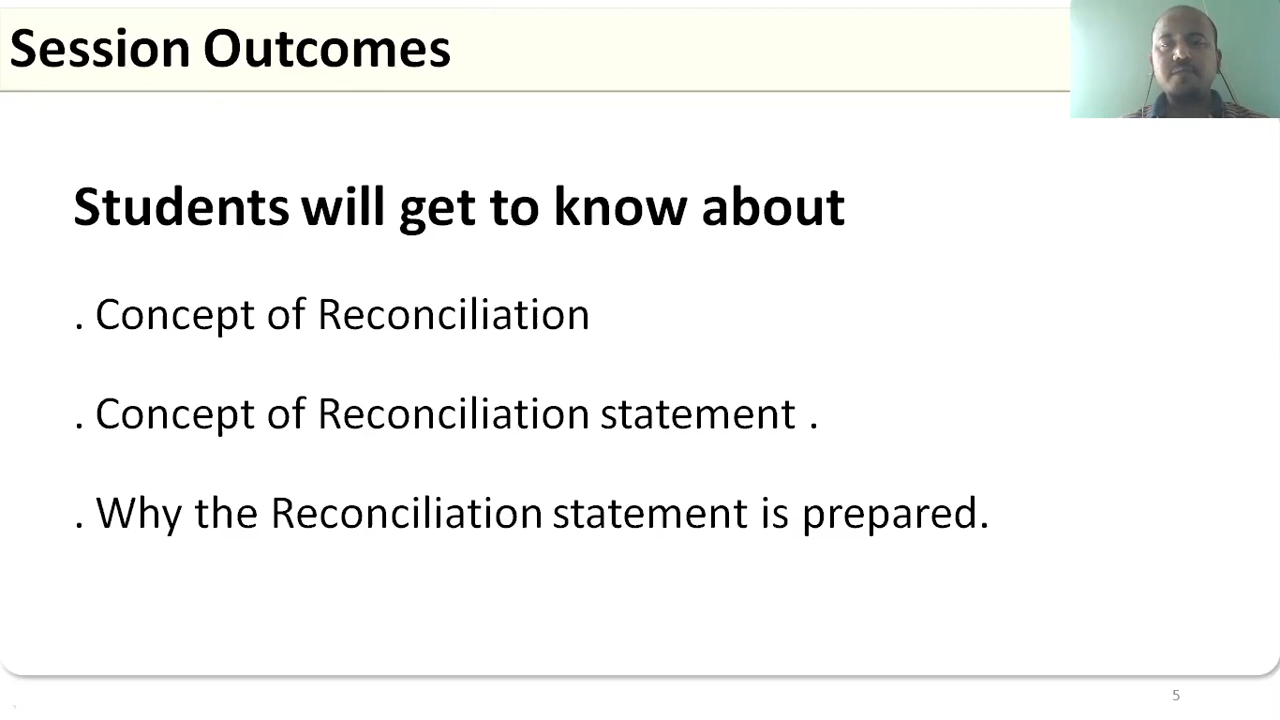 Session Outcomes
Students will get to know about
. Concept of Reconciliation
. Concept of Reconciliation statement .
. Why the Reconciliation statement is prepared.
5